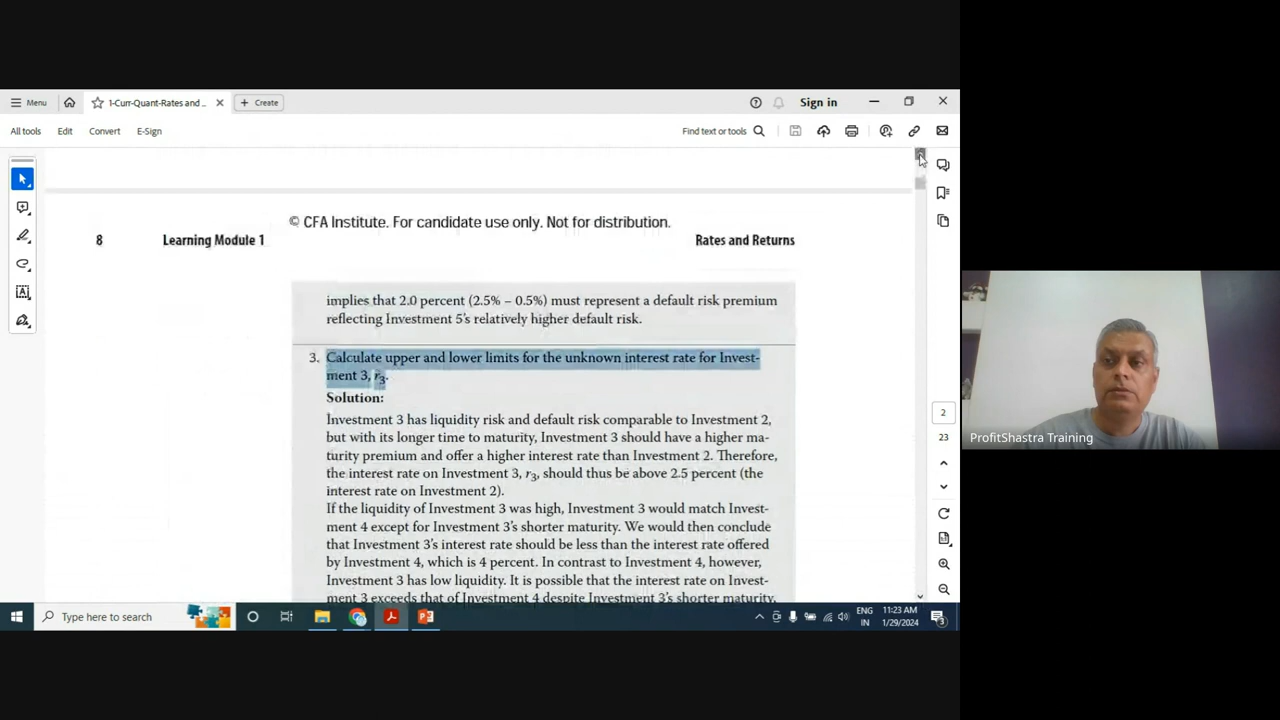 Menu
1-Curr-Quant-Rates and ...
Create
Sign in
All tools
Edit
Convert
E-Sign
Find text or tools
© CFA Institute. For candidate use only. Not for distribution.
8
Learning Module 1
Rates and Returns
implies that 2.0 percent (2.5% – 0.5%) must represent a default risk premium
reflecting Investment 5’s relatively higher default risk.
3. Calculate upper and lower limits for the unknown interest rate for Invest-
ment 3, r3.
Solution:
Investment 3 has liquidity risk and default risk comparable to Investment 2,
but with its longer time to maturity, Investment 3 should have a higher ma-
turity premium and offer a higher interest rate than Investment 2. Therefore,
the interest rate on Investment 3, r3, should thus be above 2.5 percent (the
interest rate on Investment 2).
If the liquidity of Investment 3 was high, Investment 3 would match Invest-
ment 4 except for Investment 3’s shorter maturity. We would then conclude
that Investment 3’s interest rate should be less than the interest rate offered
by Investment 4, which is 4 percent. In contrast to Investment 4, however,
Investment 3 has low liquidity. It is possible that the interest rate on Invest-
ment 3 exceeds that of Investment 4 despite Investment 3’s shorter maturity,
2
23
ProfitShastra Training
Type here to search
ENG
IN
11:23 AM
1/29/2024
3